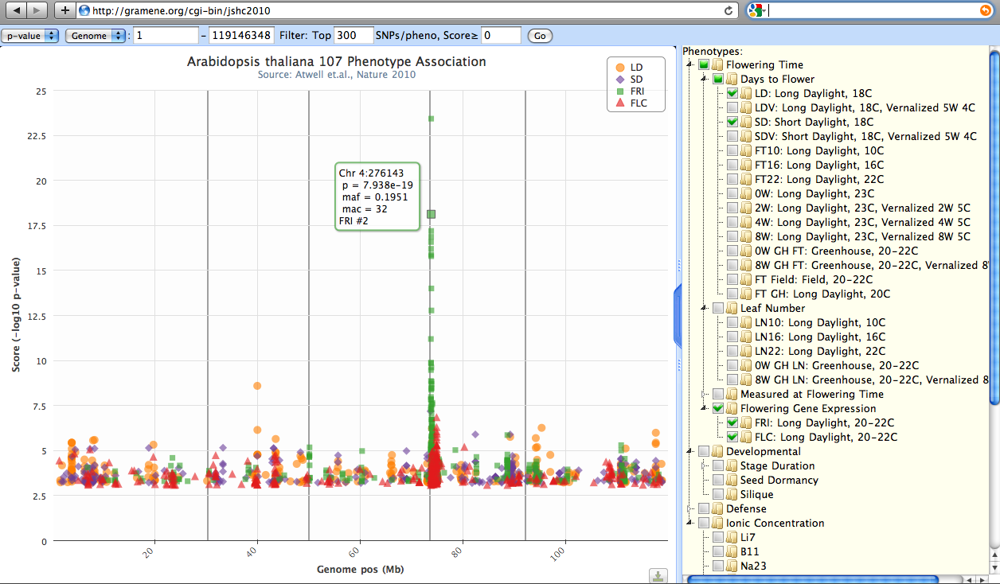 http://gramene.org/cgi-bin/jshc2010
p-value Genome : 1 - 119146348 Filter: Top 300 SNPs/pheno, Score≥ 0 Go
Arabidopsis thaliana 107 Phenotype Association
Source: Atwell et.al., Nature 2010
LD
SD
FRI
FLC
Chr 4:276143
p = 7.938e-19
maf = 0.1951
mac = 32
FRI #2
Score (-log10 p-value)
25
22.5
20
17.5
15
12.5
10
7.5
5
2.5
0
20 40 60 80 100
Genome pos (Mb)
Phenotypes:
Flowering Time
Days to Flower
LD: Long Daylight, 18C
LDV: Long Daylight, 18C, Vernalized 5W 4C
SD: Short Daylight, 18C
SDV: Short Daylight, 18C, Vernalized 5W 4C
FT10: Long Daylight, 10C
FT16: Long Daylight, 16C
FT22: Long Daylight, 22C
0W: Long Daylight, 23C
2W: Long Daylight, 23C, Vernalized 2W 5C
4W: Long Daylight, 23C, Vernalized 4W 5C
8W: Long Daylight, 23C, Vernalized 8W 5C
0W GH FT: Greenhouse, 20-22C
8W GH FT: Greenhouse, 20-22C, Vernalized 8
FT Field: Field, 20-22C
FT GH: Long Daylight, 20C
Leaf Number
LN10: Long Daylight, 10C
LN16: Long Daylight, 16C
LN22: Long Daylight, 22C
0W GH LN: Greenhouse, 20-22C
8W GH LN: Greenhouse, 20-22C, Vernalized 8
Measured at Flowering Time
Flowering Gene Expression
FRI: Long Daylight, 20-22C
FLC: Long Daylight, 20-22C
Developmental
Stage Duration
Seed Dormancy
Silique
Defense
Ionic Concentration
Li7
B11
Na23